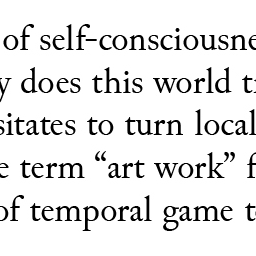 of self-consciousne
y does this world t
sitates to turn local
e term “art work” f
of temporal game t